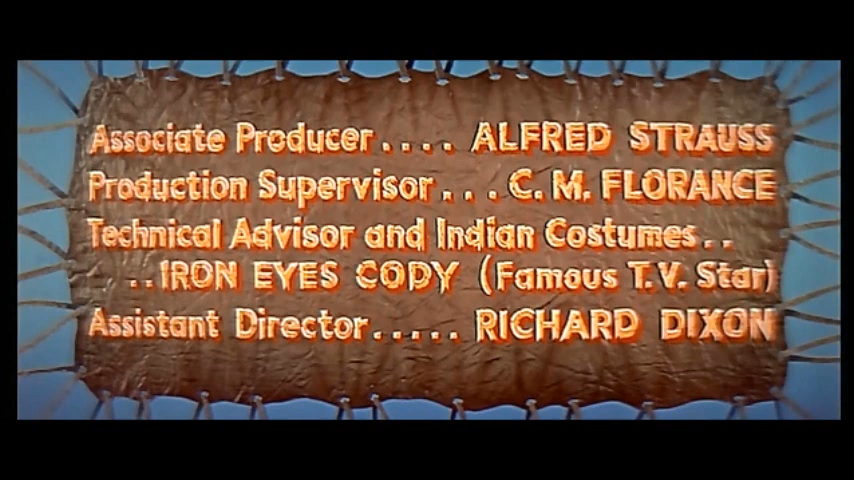 Associate Producer.... ALFRED STRAUSS
Production Supervisor... C. M. FLORANCE
Technical Advisor and Indian Costumes..
..IRON EYES CODY (Famous T.V. Star)
Assistant Director..... RICHARD DIXON